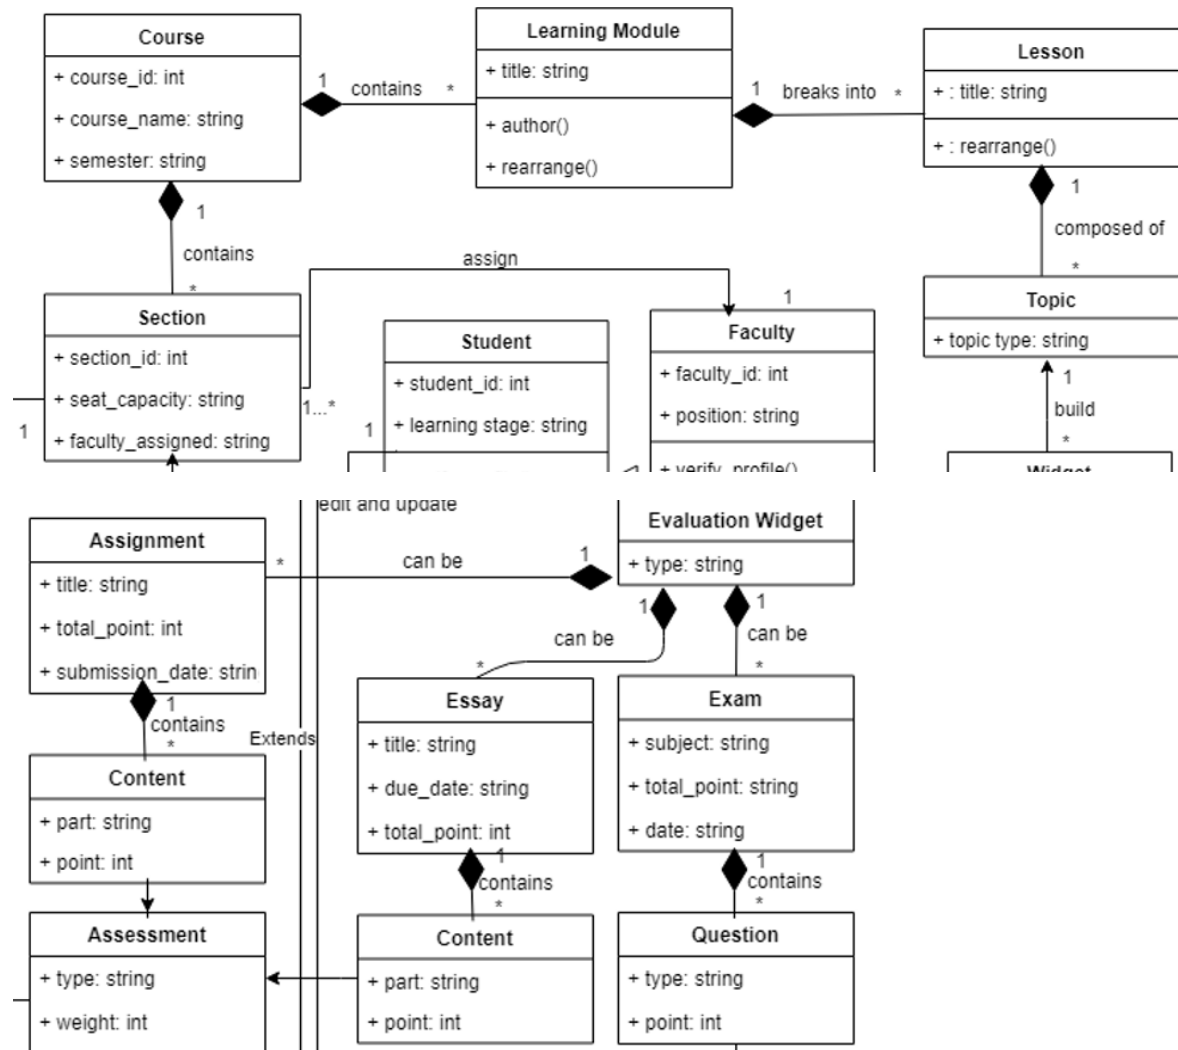 Course
+ course_id: int
+ course_name: string
+ semester: string
1
contains
*
Learning Module
+ title: string
+ author()
+ rearrange()
1
breaks into
*
Lesson
+ : title: string
+ : rearrange()
1
contains
*
1
composed of
*
assign
1
Section
+ section_id: int
+ seat_capacity: string
+ faculty_assigned: string
1
1...*
Student
+ student_id: int
+ learning stage: string
1
Faculty
+ faculty_id: int
+ position: string
+ verify_profile()
Topic
+ topic type: string
1
build
*
Widget
edit and update
Assignment
+ title: string
+ total_point: int
+ submission_date: strin
*
can be
1
Evaluation Widget
+ type: string
1
can be
*
1
can be
*
1
contains
*
Extends
Content
+ part: string
+ point: int
Essay
+ title: string
+ due_date: string
+ total_point: int
1
contains
*
Exam
+ subject: string
+ total_point: string
+ date: string
1
contains
*
Assessment
+ type: string
+ weight: int
Content
+ part: string
+ point: int
Question
+ type: string
+ point: int